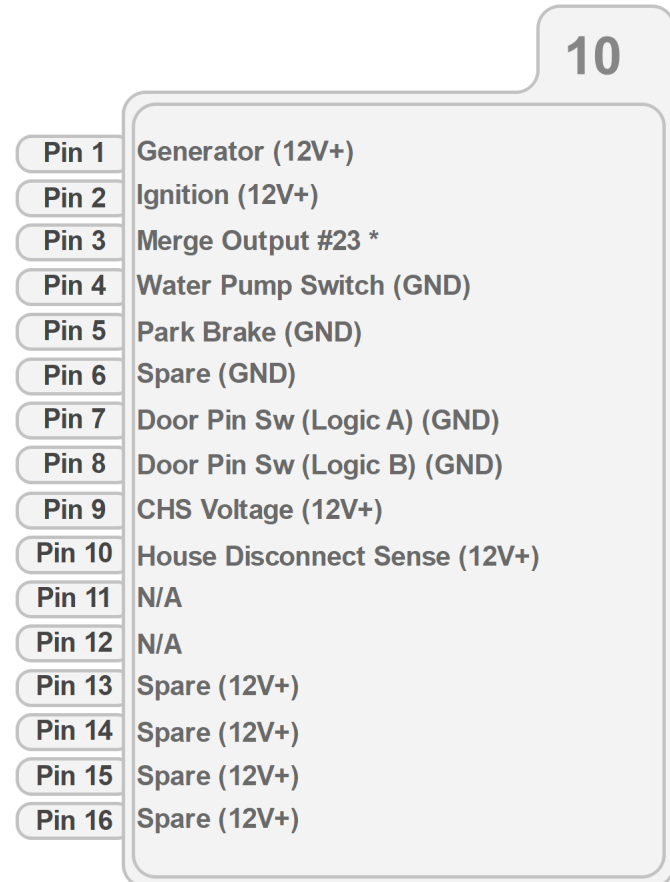 10
Pin 1 Generator (12V+)
Pin 2 Ignition (12V+)
Pin 3 Merge Output #23 *
Pin 4 Water Pump Switch (GND)
Pin 5 Park Brake (GND)
Pin 6 Spare (GND)
Pin 7 Door Pin Sw (Logic A) (GND)
Pin 8 Door Pin Sw (Logic B) (GND)
Pin 9 CHS Voltage (12V+)
Pin 10 House Disconnect Sense (12V+)
Pin 11 N/A
Pin 12 N/A
Pin 13 Spare (12V+)
Pin 14 Spare (12V+)
Pin 15 Spare (12V+)
Pin 16 Spare (12V+)